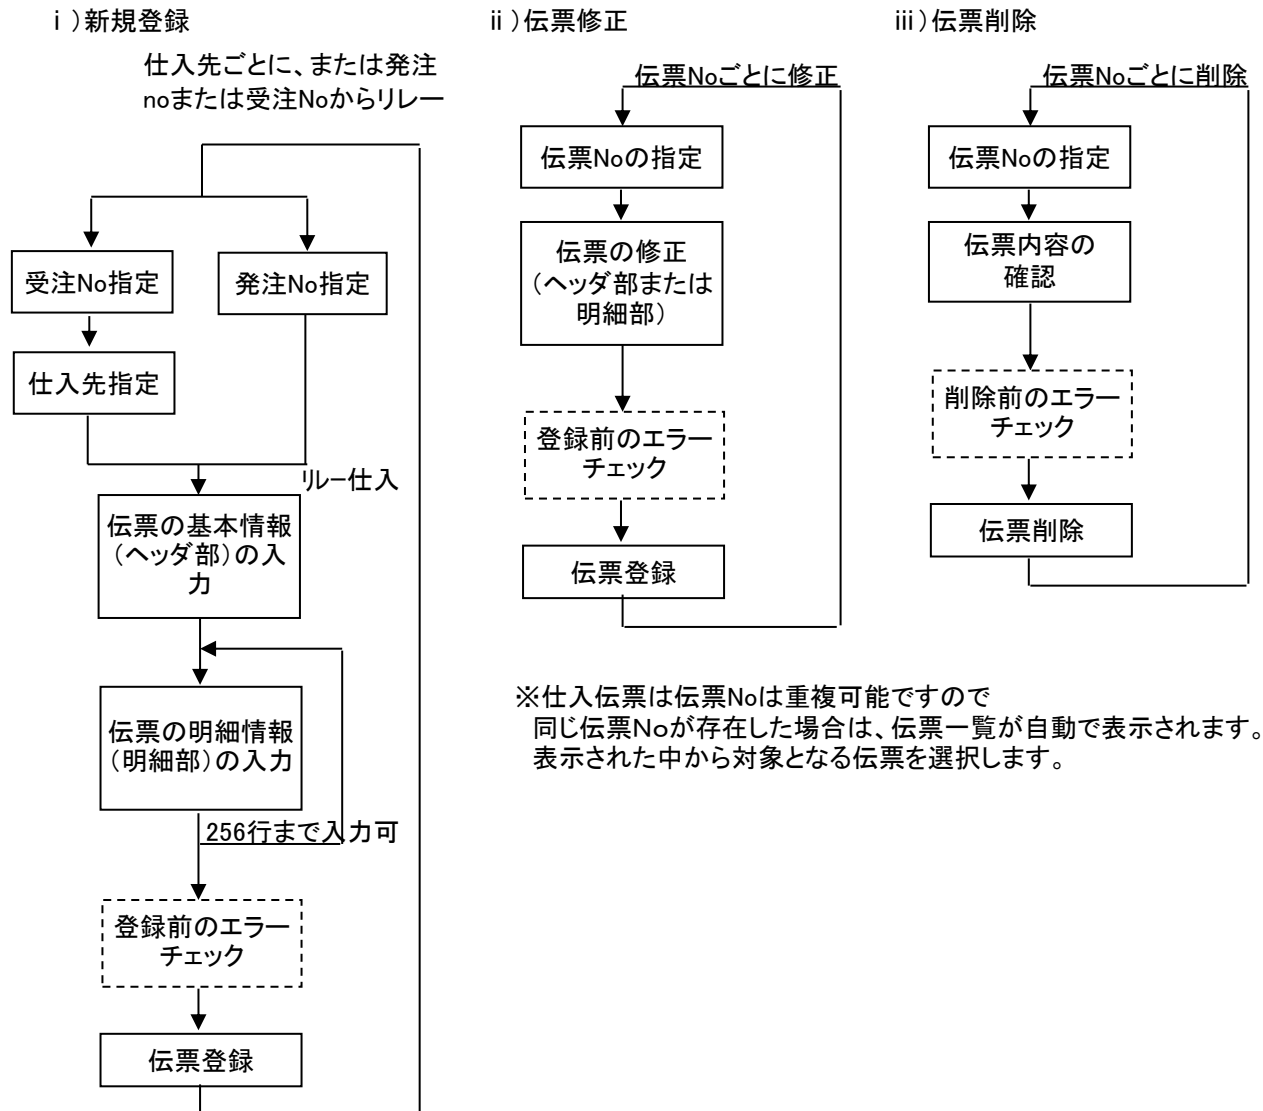 ⅰ）新規登録
仕入先ごとに、または発注
noまたは受注Noからリレー
受注No指定
発注No指定
仕入先指定
リレー仕入
伝票の基本情報
（ヘッダ部）の入
力
伝票の明細情報
（明細部）の入力
256行まで入力可
登録前のエラー
チェック
伝票登録
ⅱ）伝票修正
伝票Noごとに修正
伝票Noの指定
伝票の修正
（ヘッダ部または
明細部）
登録前のエラー
チェック
伝票登録
ⅲ）伝票削除
伝票Noごとに削除
伝票Noの指定
伝票内容の
確認
削除前のエラー
チェック
伝票削除
※仕入伝票は伝票Noは重複可能ですので
同じ伝票Ｎoが存在した場合は、伝票一覧が自動で表示されます。
表示された中から対象となる伝票を選択します。